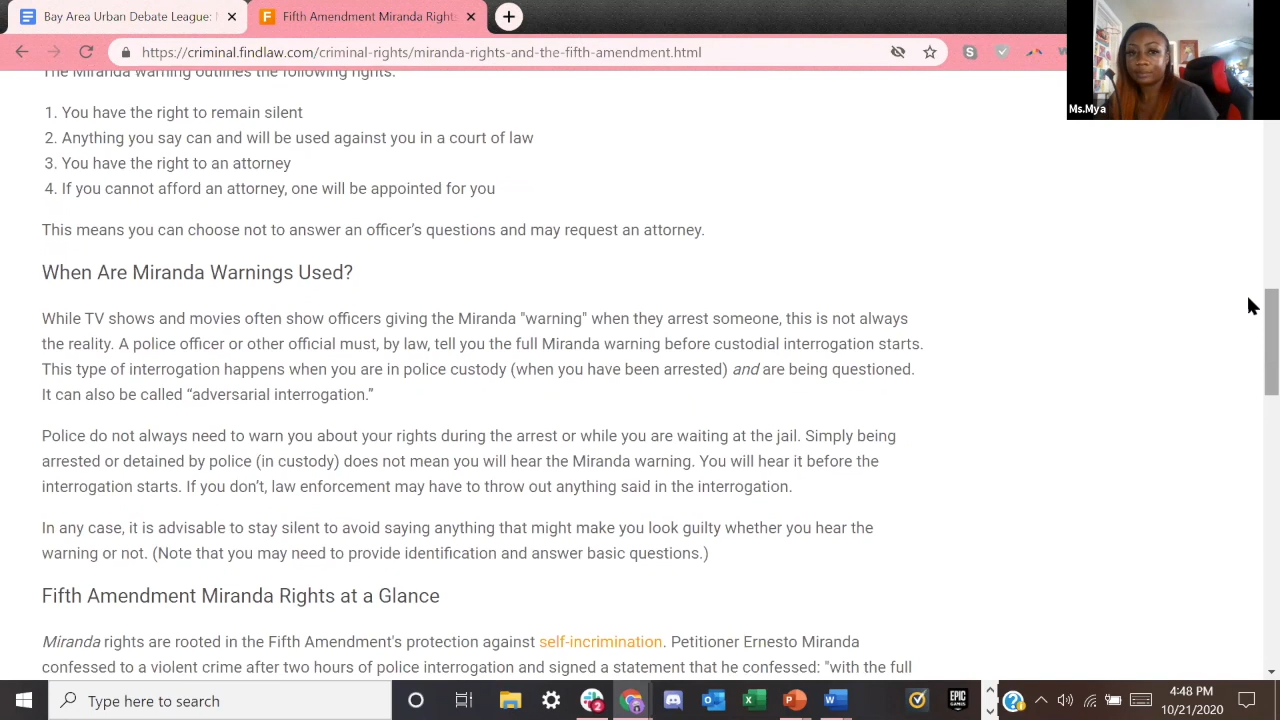 Bay Area Urban Debate League:
Fifth Amendment Miranda Rights
https://criminal.findlaw.com/criminal-rights/miranda-rights-and-the-fifth-amendment.html
Ms.Mya
The Miranda warning outlines the following rights:
1. You have the right to remain silent
2. Anything you say can and will be used against you in a court of law
3. You have the right to an attorney
4. If you cannot afford an attorney, one will be appointed for you
This means you can choose not to answer an officer’s questions and may request an attorney.
When Are Miranda Warnings Used?
While TV shows and movies often show officers giving the Miranda "warning" when they arrest someone, this is not always
the reality. A police officer or other official must, by law, tell you the full Miranda warning before custodial interrogation starts.
This type of interrogation happens when you are in police custody (when you have been arrested) and are being questioned.
It can also be called “adversarial interrogation.”
Police do not always need to warn you about your rights during the arrest or while you are waiting at the jail. Simply being
arrested or detained by police (in custody) does not mean you will hear the Miranda warning. You will hear it before the
interrogation starts. If you don’t, law enforcement may have to throw out anything said in the interrogation.
In any case, it is advisable to stay silent to avoid saying anything that might make you look guilty whether you hear the
warning or not. (Note that you may need to provide identification and answer basic questions.)
Fifth Amendment Miranda Rights at a Glance
Miranda rights are rooted in the Fifth Amendment's protection against self-incrimination. Petitioner Ernesto Miranda
confessed to a violent crime after two hours of police interrogation and signed a statement that he confessed: "with the full
Type here to search
2
EPIC
GAMES
4:48 PM
10/21/2020